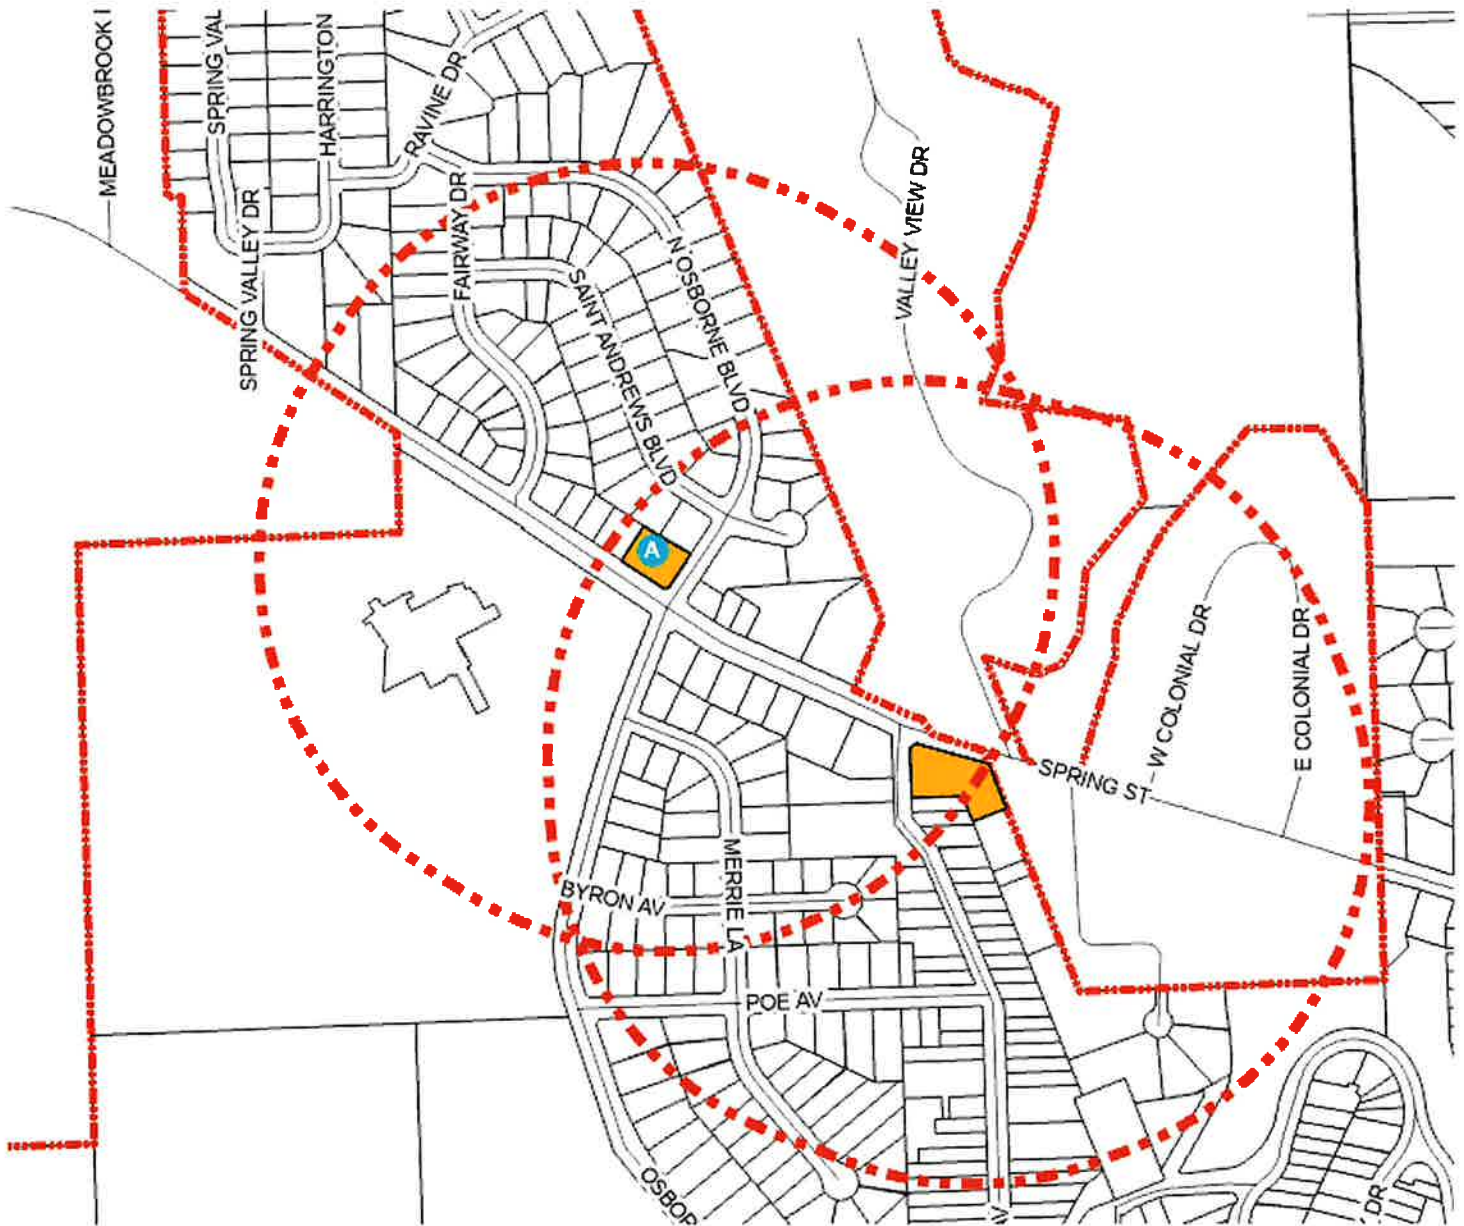 MEADOWBROOK
SPRING VAL
HARRINGTON
RAVINE DR
FAIRWAY DR
SPRING VALLEY DR
SAINT ANDREWS BLVD
N OSBORNE BLVD
VALLEY VIEW DR
A
W COLONIAL DR
E COLONIAL DR
SPRING ST
MERRIE LA
BYRON AV
POE AV
OSBOR
DR